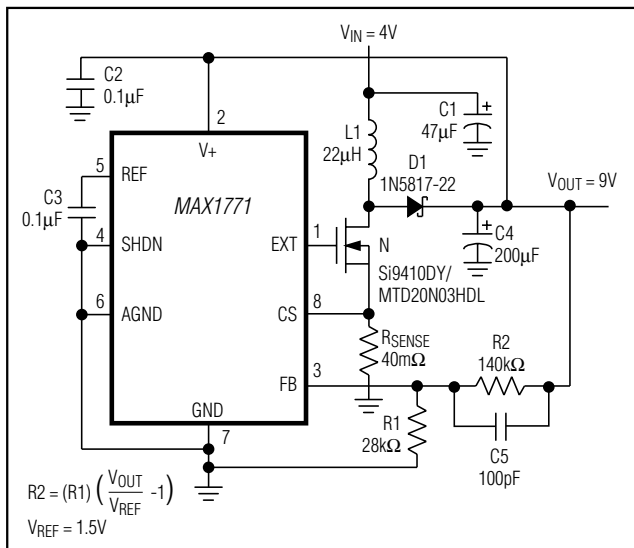 V_IN = 4V
C2
0.1µF
2
V+
L1
22µH
C1
47µF
+
5
REF
MAX1771
D1
1N5817-22
V_OUT = 9V
C3
0.1µF
4
SHDN
EXT
1
N
+
C4
200µF
Si9410DY/
MTD20N03HDL
6
AGND
CS
8
R_SENSE
40mΩ
R2
140kΩ
FB
3
GND
7
R1
28kΩ
C5
100pF
R2 = (R1) (V_OUT/V_REF -1)
V_REF = 1.5V